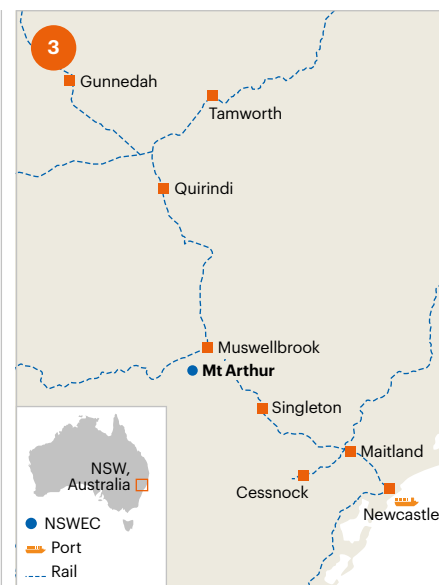 3
Gunnedah
Tamworth
Quirindi
Muswellbrook
Mt Arthur
Singleton
Maitland
Cessnock
Newcastle
NSW,
Australia
NSWEC
Port
Rail